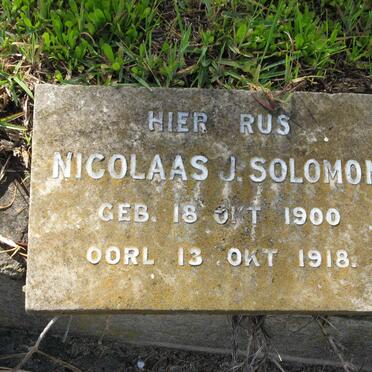 HIER RUS
NICOLAAS J. SOLOMON
GEB. 18 OKT 1900
OORL 13 OKT 1918.